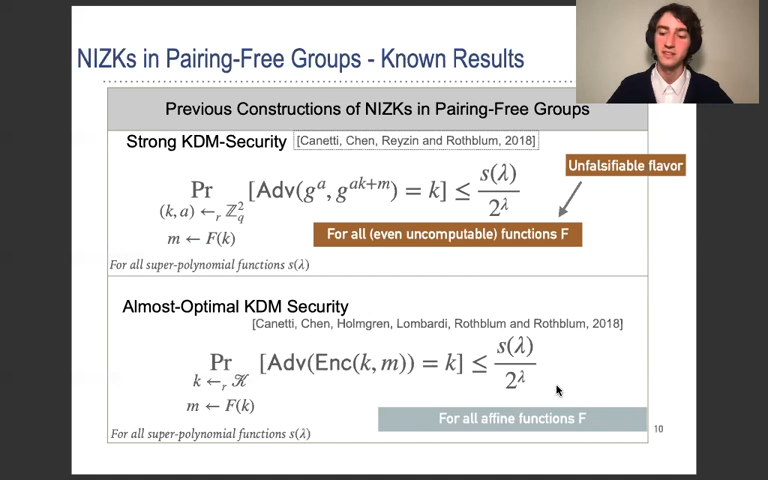 NIZKs in Pairing-Free Groups - Known Results
Previous Constructions of NIZKs in Pairing-Free Groups
Strong KDM-Security [Canetti, Chen, Reyzin and Rothblum, 2018]
Unfalsifiable flavor
Pr [Adv(g^a, g^{ak+m}) = k] ≤ s(λ) / 2^λ
(k, a) ←_r ℤ_q^2
m ← F(k)
For all (even uncomputable) functions F
For all super-polynomial functions s(λ)
Almost-Optimal KDM Security
[Canetti, Chen, Holmgren, Lombardi, Rothblum and Rothblum, 2018]
Pr [Adv(Enc(k, m)) = k] ≤ s(λ) / 2^λ
k ←_r 𝒦
m ← F(k)
For all affine functions F
For all super-polynomial functions s(λ)
10